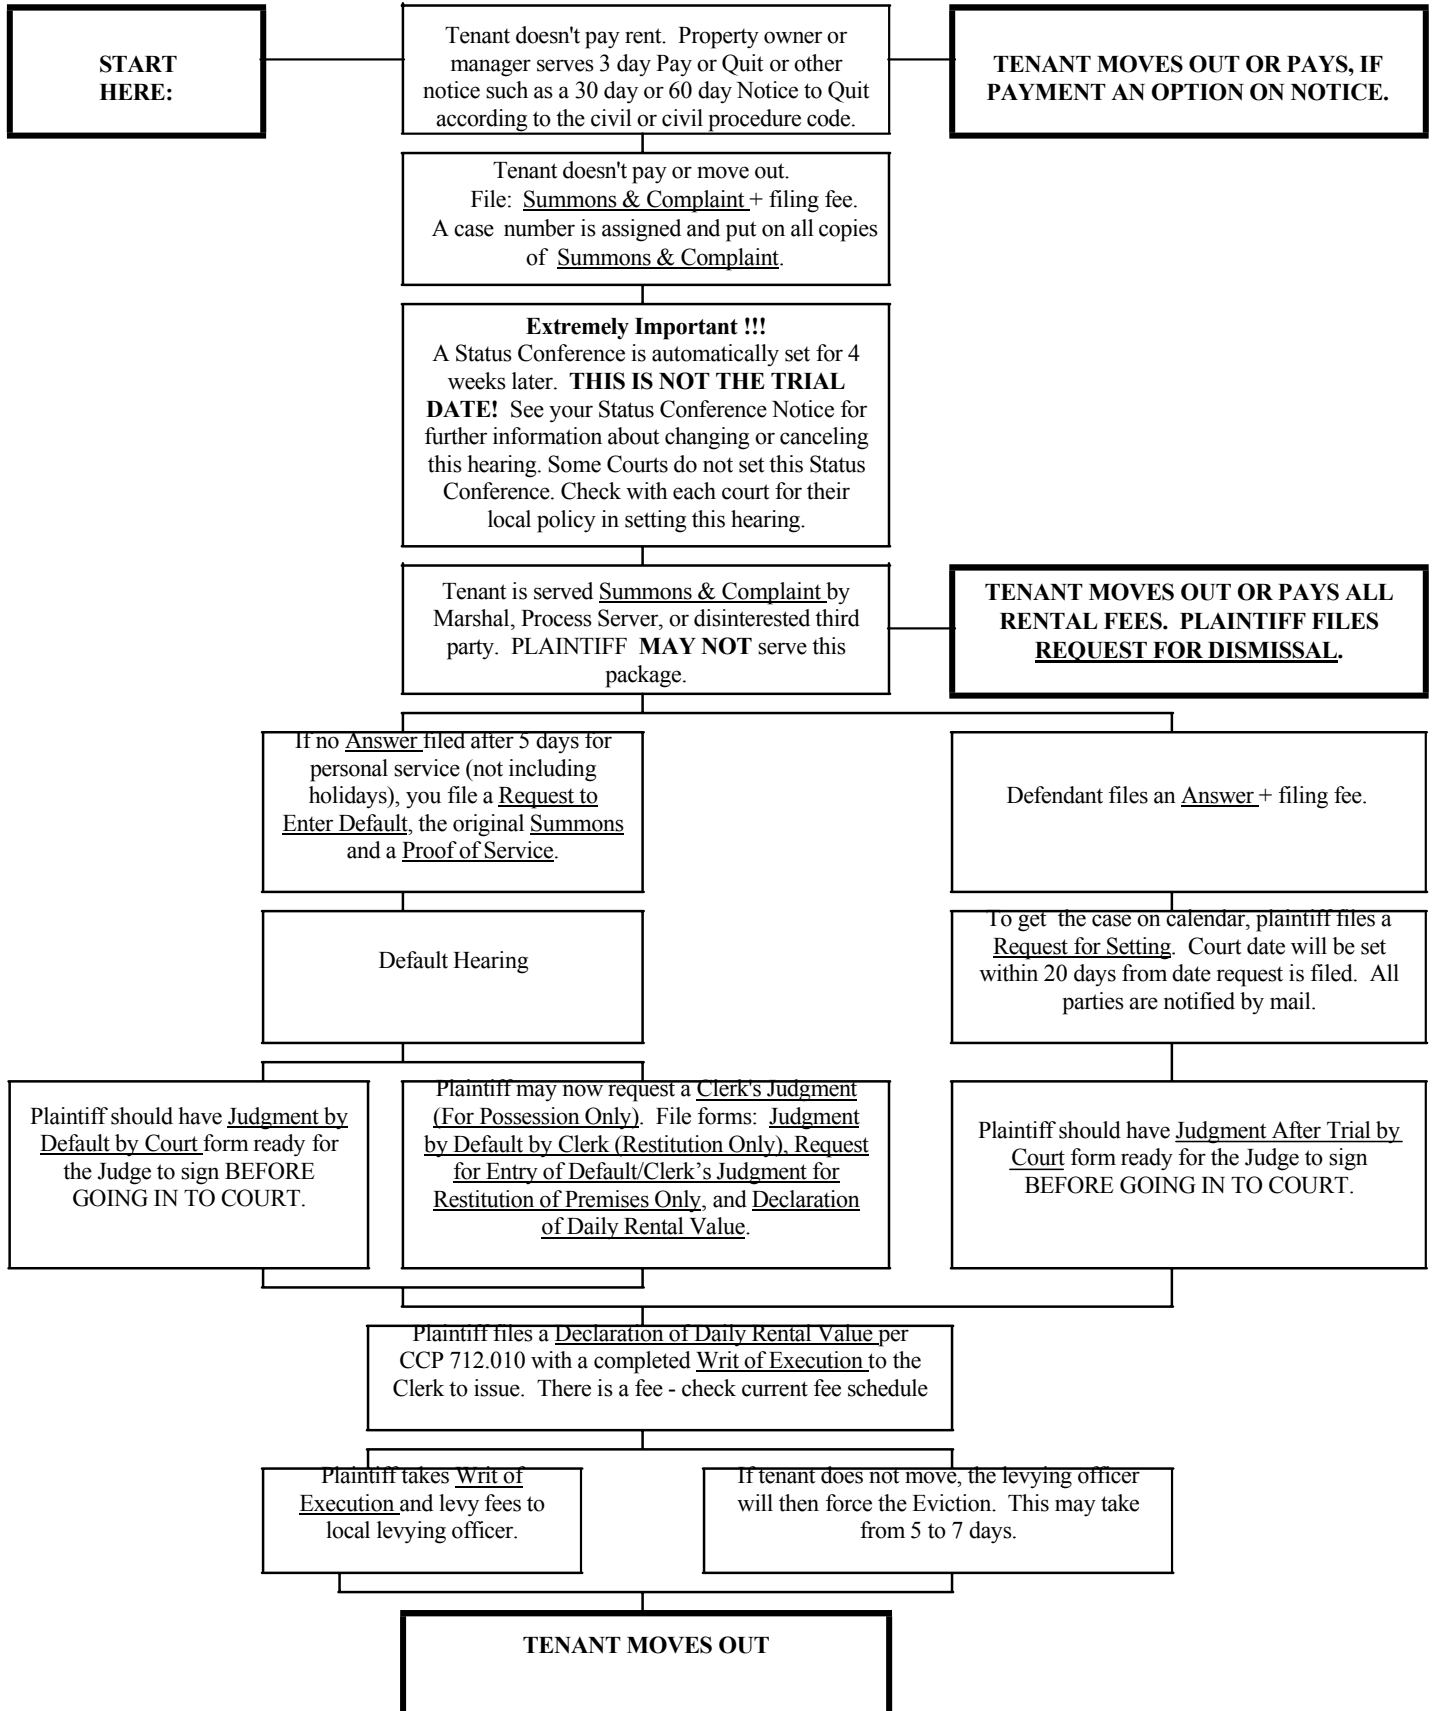 START
HERE:
Tenant doesn't pay rent. Property owner or
manager serves 3 day Pay or Quit or other
notice such as a 30 day or 60 day Notice to Quit
according to the civil or civil procedure code.
TENANT MOVES OUT OR PAYS, IF
PAYMENT AN OPTION ON NOTICE.
Tenant doesn't pay or move out.
File: Summons & Complaint + filing fee.
A case number is assigned and put on all copies
of Summons & Complaint.
Extremely Important !!!
A Status Conference is automatically set for 4
weeks later. THIS IS NOT THE TRIAL
DATE! See your Status Conference Notice for
further information about changing or canceling
this hearing. Some Courts do not set this Status
Conference. Check with each court for their
local policy in setting this hearing.
Tenant is served Summons & Complaint by
Marshal, Process Server, or disinterested third
party. PLAINTIFF MAY NOT serve this
package.
TENANT MOVES OUT OR PAYS ALL
RENTAL FEES. PLAINTIFF FILES
REQUEST FOR DISMISSAL.
If no Answer filed after 5 days for
personal service (not including
holidays), you file a Request to
Enter Default, the original Summons
and a Proof of Service.
Defendant files an Answer + filing fee.
Default Hearing
To get the case on calendar, plaintiff files a
Request for Setting. Court date will be set
within 20 days from date request is filed. All
parties are notified by mail.
Plaintiff should have Judgment by
Default by Court form ready for
the Judge to sign BEFORE
GOING IN TO COURT.
Plaintiff may now request a Clerk's Judgment
(For Possession Only). File forms: Judgment
by Default by Clerk (Restitution Only), Request
for Entry of Default/Clerk’s Judgment for
Restitution of Premises Only, and Declaration
of Daily Rental Value.
Plaintiff should have Judgment After Trial by
Court form ready for the Judge to sign
BEFORE GOING IN TO COURT.
Plaintiff files a Declaration of Daily Rental Value per
CCP 712.010 with a completed Writ of Execution to the
Clerk to issue. There is a fee - check current fee schedule
Plaintiff takes Writ of
Execution and levy fees to
local levying officer.
If tenant does not move, the levying officer
will then force the Eviction. This may take
from 5 to 7 days.
TENANT MOVES OUT